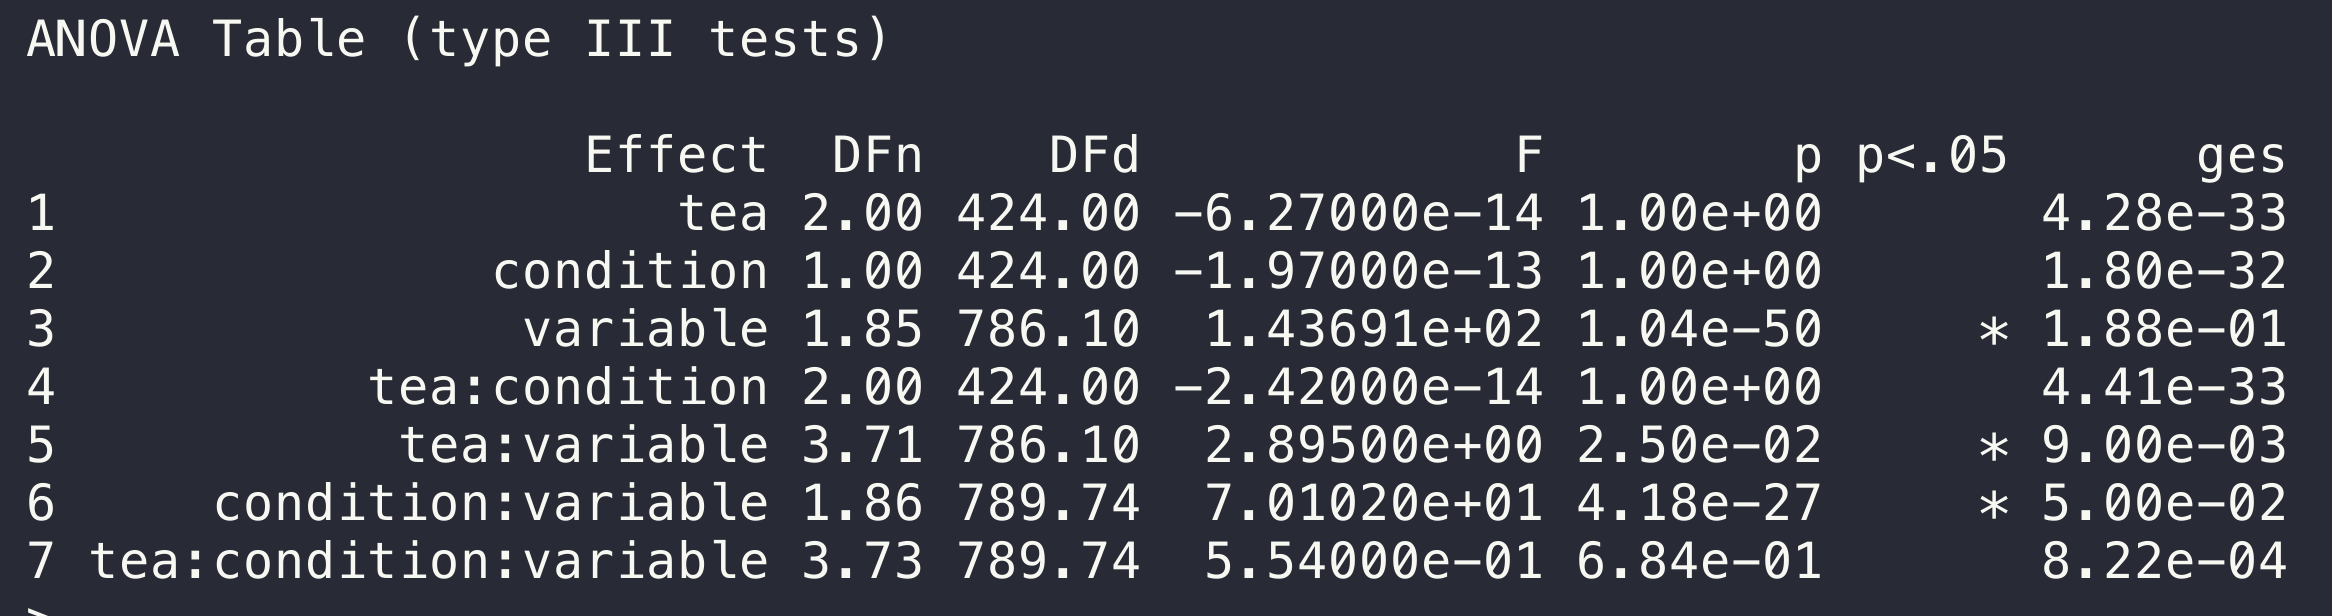 ANOVA Table (type III tests)
Effect DFn DFd F p p<.05 ges
1 tea 2.00 424.00 −6.27000e−14 1.00e+00 4.28e−33
2 condition 1.00 424.00 −1.97000e−13 1.00e+00 1.80e−32
3 variable 1.85 786.10 1.43691e+02 1.04e−50 * 1.88e−01
4 tea:condition 2.00 424.00 −2.42000e−14 1.00e+00 4.41e−33
5 tea:variable 3.71 786.10 2.89500e+00 2.50e−02 * 9.00e−03
6 condition:variable 1.86 789.74 7.01020e+01 4.18e−27 * 5.00e−02
7 tea:condition:variable 3.73 789.74 5.54000e−01 6.84e−01 8.22e−04